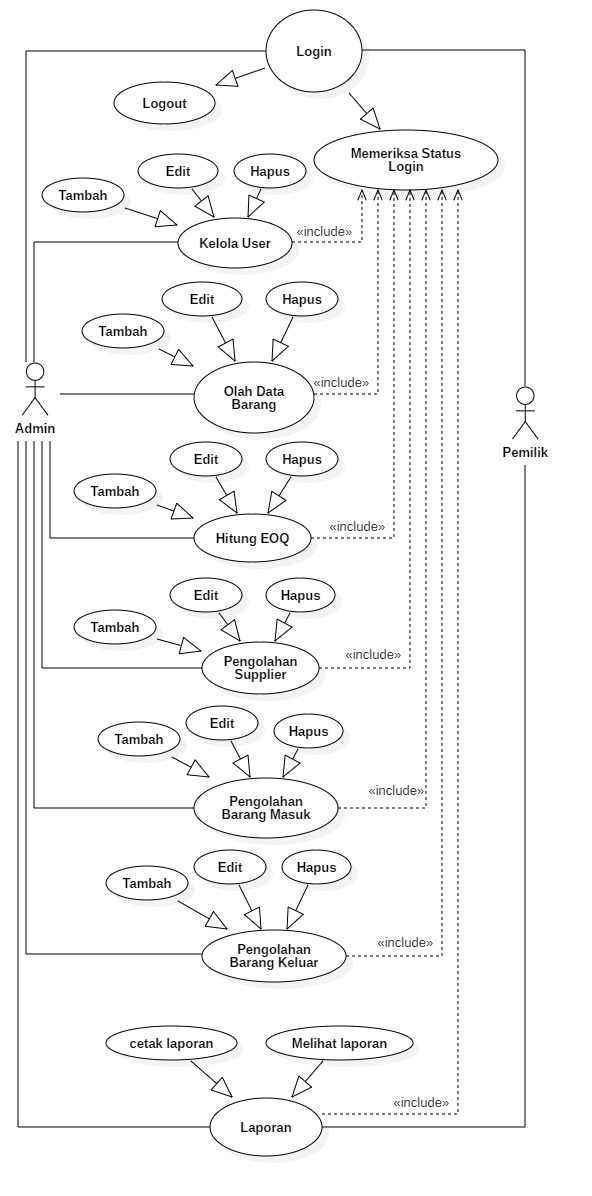 Login
Logout
Memeriksa Status
Login
Edit
Hapus
Tambah
Kelola User
«include»
Edit
Hapus
Tambah
Olah Data
Barang
«include»
Admin
Pemilik
Edit
Hapus
Tambah
Hitung EOQ
«include»
Edit
Hapus
Tambah
Pengolahan
Supplier
«include»
Edit
Hapus
Tambah
Pengolahan
Barang Masuk
«include»
Edit
Hapus
Tambah
Pengolahan
Barang Keluar
«include»
cetak laporan
Melihat laporan
Laporan
«include»